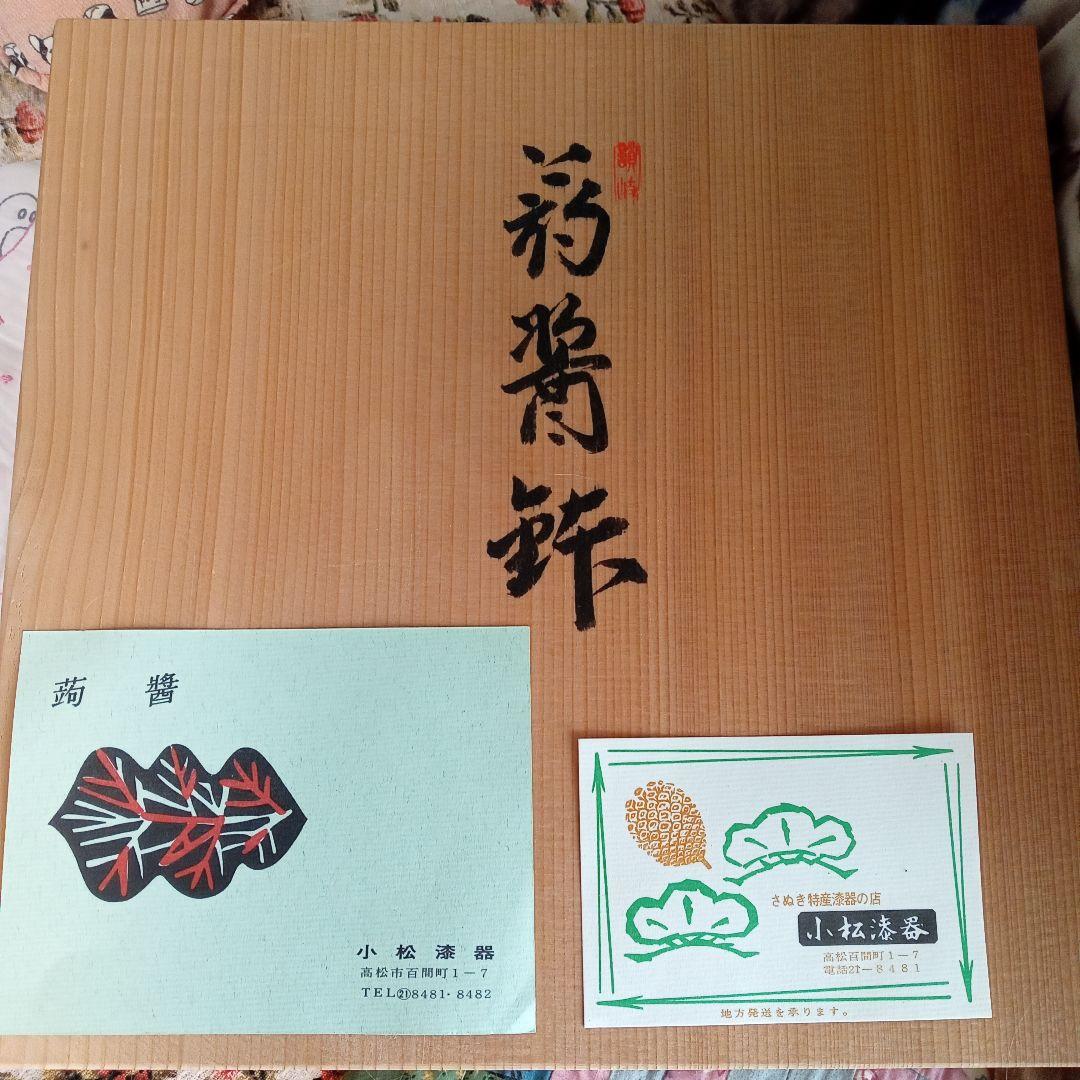 讃岐
蒟醬鉢
蒟醬
小松漆器
高松市百間町1−7
TEL㉑8481・8482
さぬき特産漆器の店
小松漆器
高松百間町1−7
電話21−8481
地方発送を承ります。